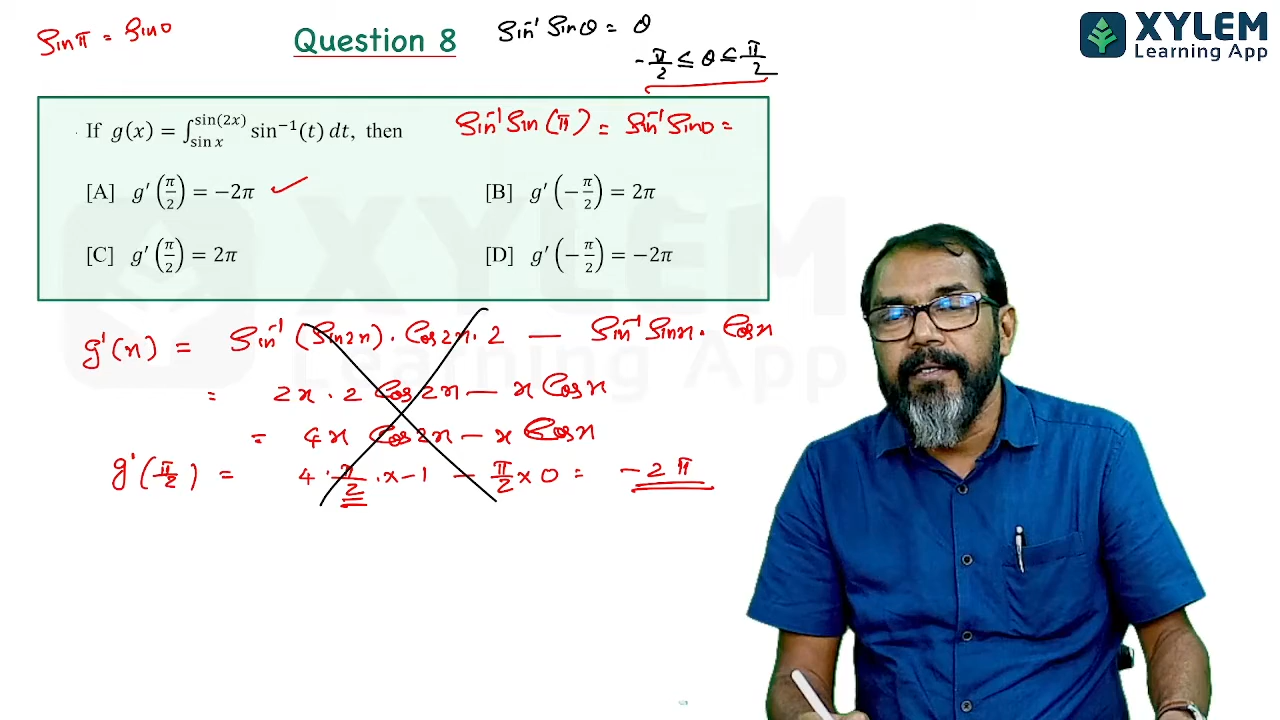 Sin π = Sin 0
Question 8
Sin⁻¹ Sin θ = θ
-π/2 ≤ θ ≤ π/2
XYLEM
Learning App
If g(x) = ∫_{sin x}^{sin(2x)} sin⁻¹(t) dt, then
Sin⁻¹ Sin (π) = Sin⁻¹ Sin 0 =
[A] g′(π/2) = −2π ✓
[B] g′(−π/2) = 2π
[C] g′(π/2) = 2π
[D] g′(−π/2) = −2π
g'(x) = Sin⁻¹ (Sin 2x) · Cos 2x · 2 — Sin⁻¹ Sin x · Cos x
= 2x · 2 Cos 2x — x Cos x
= 4x Cos 2x — x Cos x
g'(π/2) = 4 · π/2 · x −1 — π/2 x 0 = −2π
XYLEM
Learning App